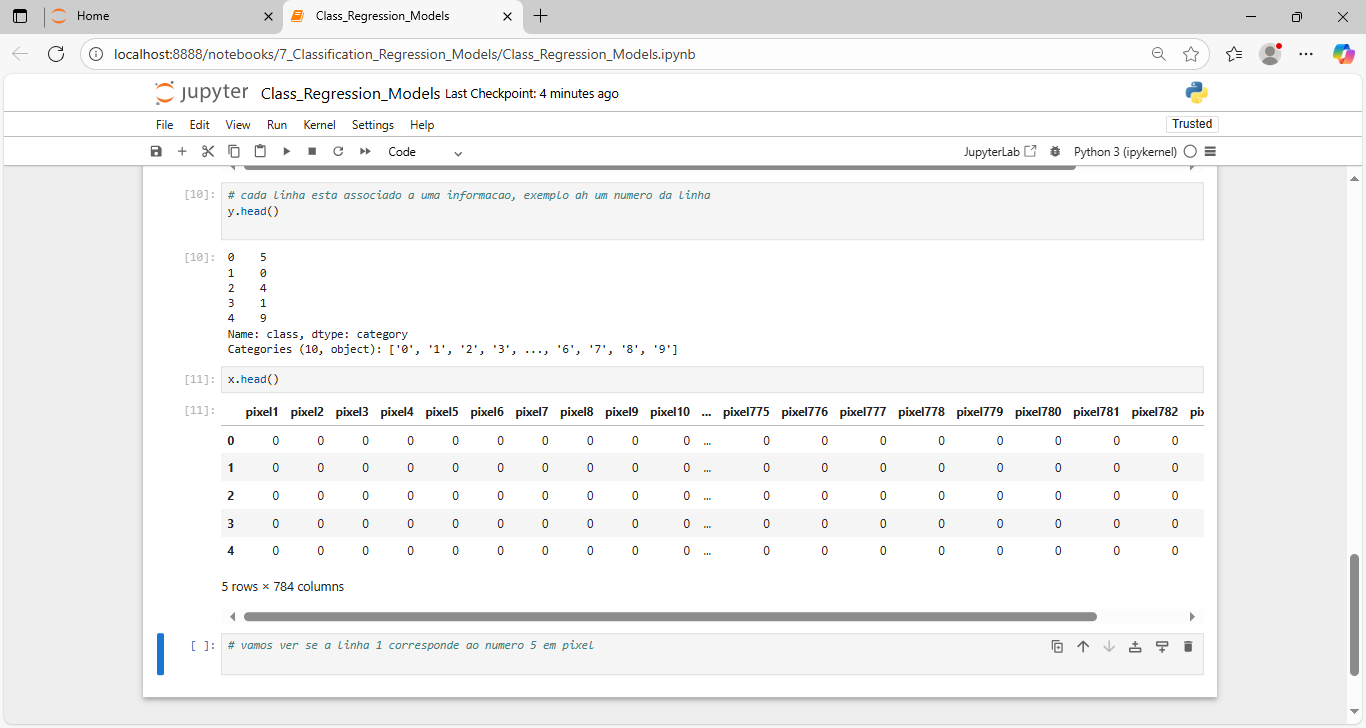 Home
Class_Regression_Models
localhost:8888/notebooks/7_Classification_Regression_Models/Class_Regression_Models.ipynb
jupyter Class_Regression_Models Last Checkpoint: 4 minutes ago
File Edit View Run Kernel Settings Help Trusted
Code JupyterLab Python 3 (ipykernel)
[10]: # cada linha esta associado a uma informacao, exemplo ah um numero da linha
y.head()
[10]: 0 5
1 0
2 4
3 1
4 9
Name: class, dtype: category
Categories (10, object): ['0', '1', '2', '3', ..., '6', '7', '8', '9']
[11]: x.head()
[11]: pixel1 pixel2 pixel3 pixel4 pixel5 pixel6 pixel7 pixel8 pixel9 pixel10 ... pixel775 pixel776 pixel777 pixel778 pixel779 pixel780 pixel781 pixel782 pi
0 0 0 0 0 0 0 0 0 0 0 ... 0 0 0 0 0 0 0 0
1 0 0 0 0 0 0 0 0 0 0 ... 0 0 0 0 0 0 0 0
2 0 0 0 0 0 0 0 0 0 0 ... 0 0 0 0 0 0 0 0
3 0 0 0 0 0 0 0 0 0 0 ... 0 0 0 0 0 0 0 0
4 0 0 0 0 0 0 0 0 0 0 ... 0 0 0 0 0 0 0 0
5 rows × 784 columns
[ ]: # vamos ver se a linha 1 corresponde ao numero 5 em pixel